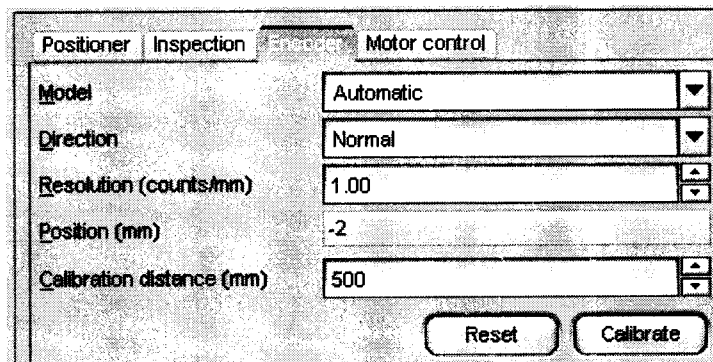 Positioner Inspection Encoder Motor control
Model Automatic
Direction Normal
Resolution (counts/mm) 1.00
Position (mm) -2
Calibration distance (mm) 500
Reset Calibrate